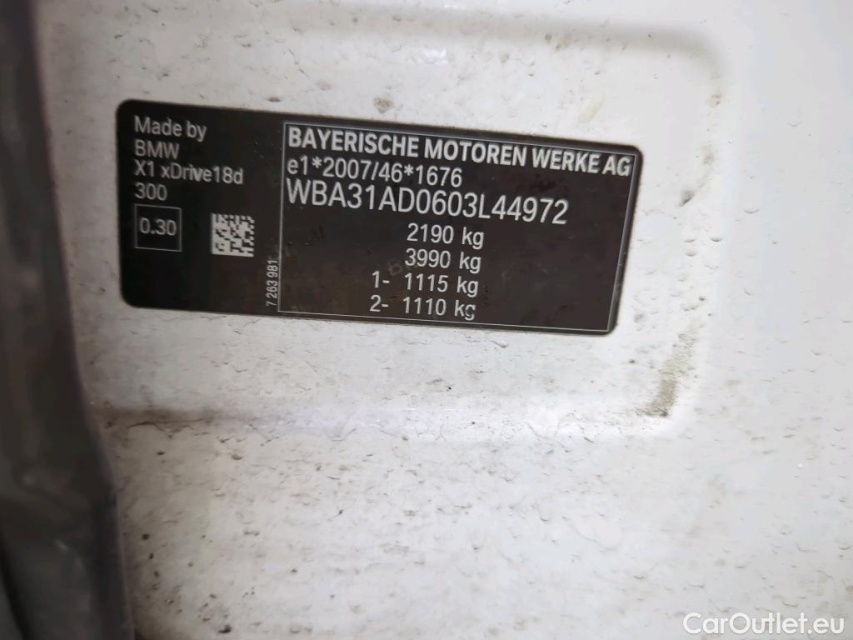 Made by
BMW
X1 xDrive18d
300
0.30
7 263 981
BAYERISCHE MOTOREN WERKE AG
e1*2007/46*1676
WBA31AD0603L44972
2190 kg
3990 kg
1- 1115 kg
2- 1110 kg
CarOutlet.eu